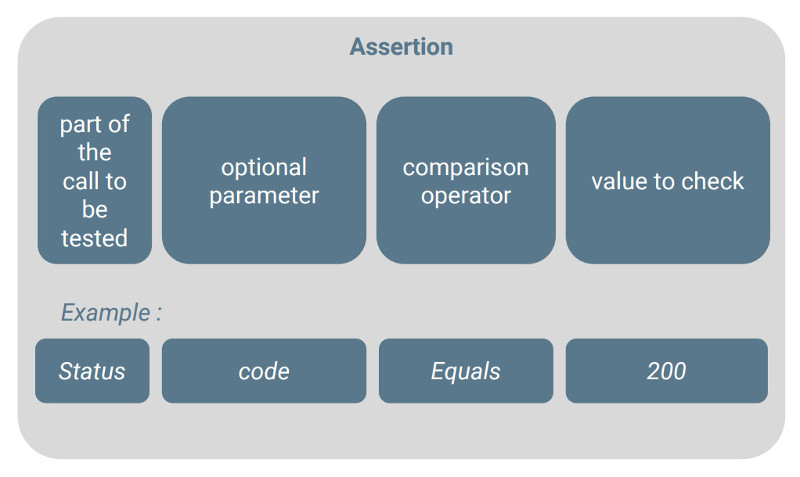 Assertion
part of
the
call to
be
tested
optional
parameter
comparison
operator
value to check
Example :
Status
code
Equals
200